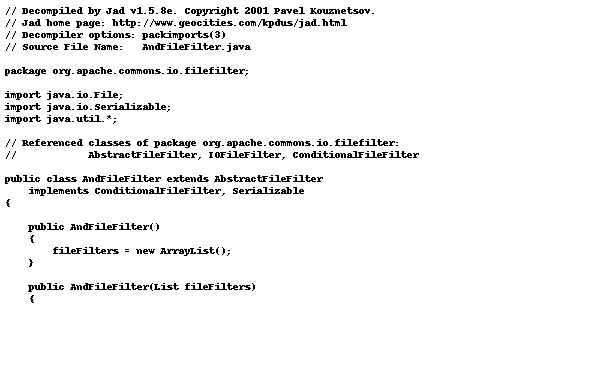 // Decompiled by Jad v1.5.8e. Copyright 2001 Pavel Kouznetsov.
// Jad home page: http://www.geocities.com/kpdus/jad.html
// Decompiler options: packimports(3)
// Source File Name:   AndFileFilter.java

package org.apache.commons.io.filefilter;

import java.io.File;
import java.io.Serializable;
import java.util.*;

// Referenced classes of package org.apache.commons.io.filefilter:
//            AbstractFileFilter, IOFileFilter, ConditionalFileFilter

public class AndFileFilter extends AbstractFileFilter
    implements ConditionalFileFilter, Serializable
{

    public AndFileFilter()
    {
        fileFilters = new ArrayList();
    }

    public AndFileFilter(List fileFilters)
    {